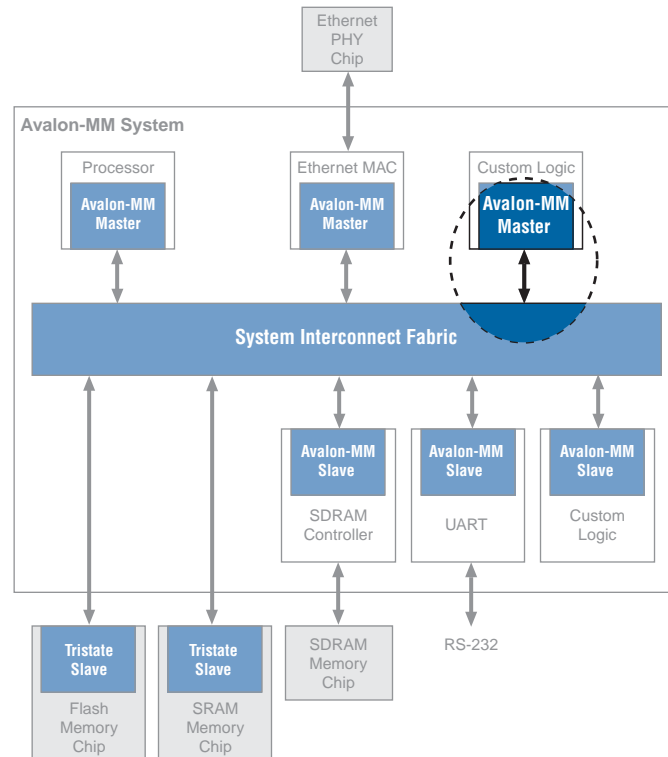 Ethernet
PHY
Chip
Avalon-MM System
Processor
Avalon-MM
Master
Ethernet MAC
Avalon-MM
Master
Custom Logic
Avalon-MM
Master
System Interconnect Fabric
Avalon-MM
Slave
SDRAM
Controller
Avalon-MM
Slave
UART
Avalon-MM
Slave
Custom
Logic
Tristate
Slave
Flash
Memory
Chip
Tristate
Slave
SRAM
Memory
Chip
SDRAM
Memory
Chip
RS-232